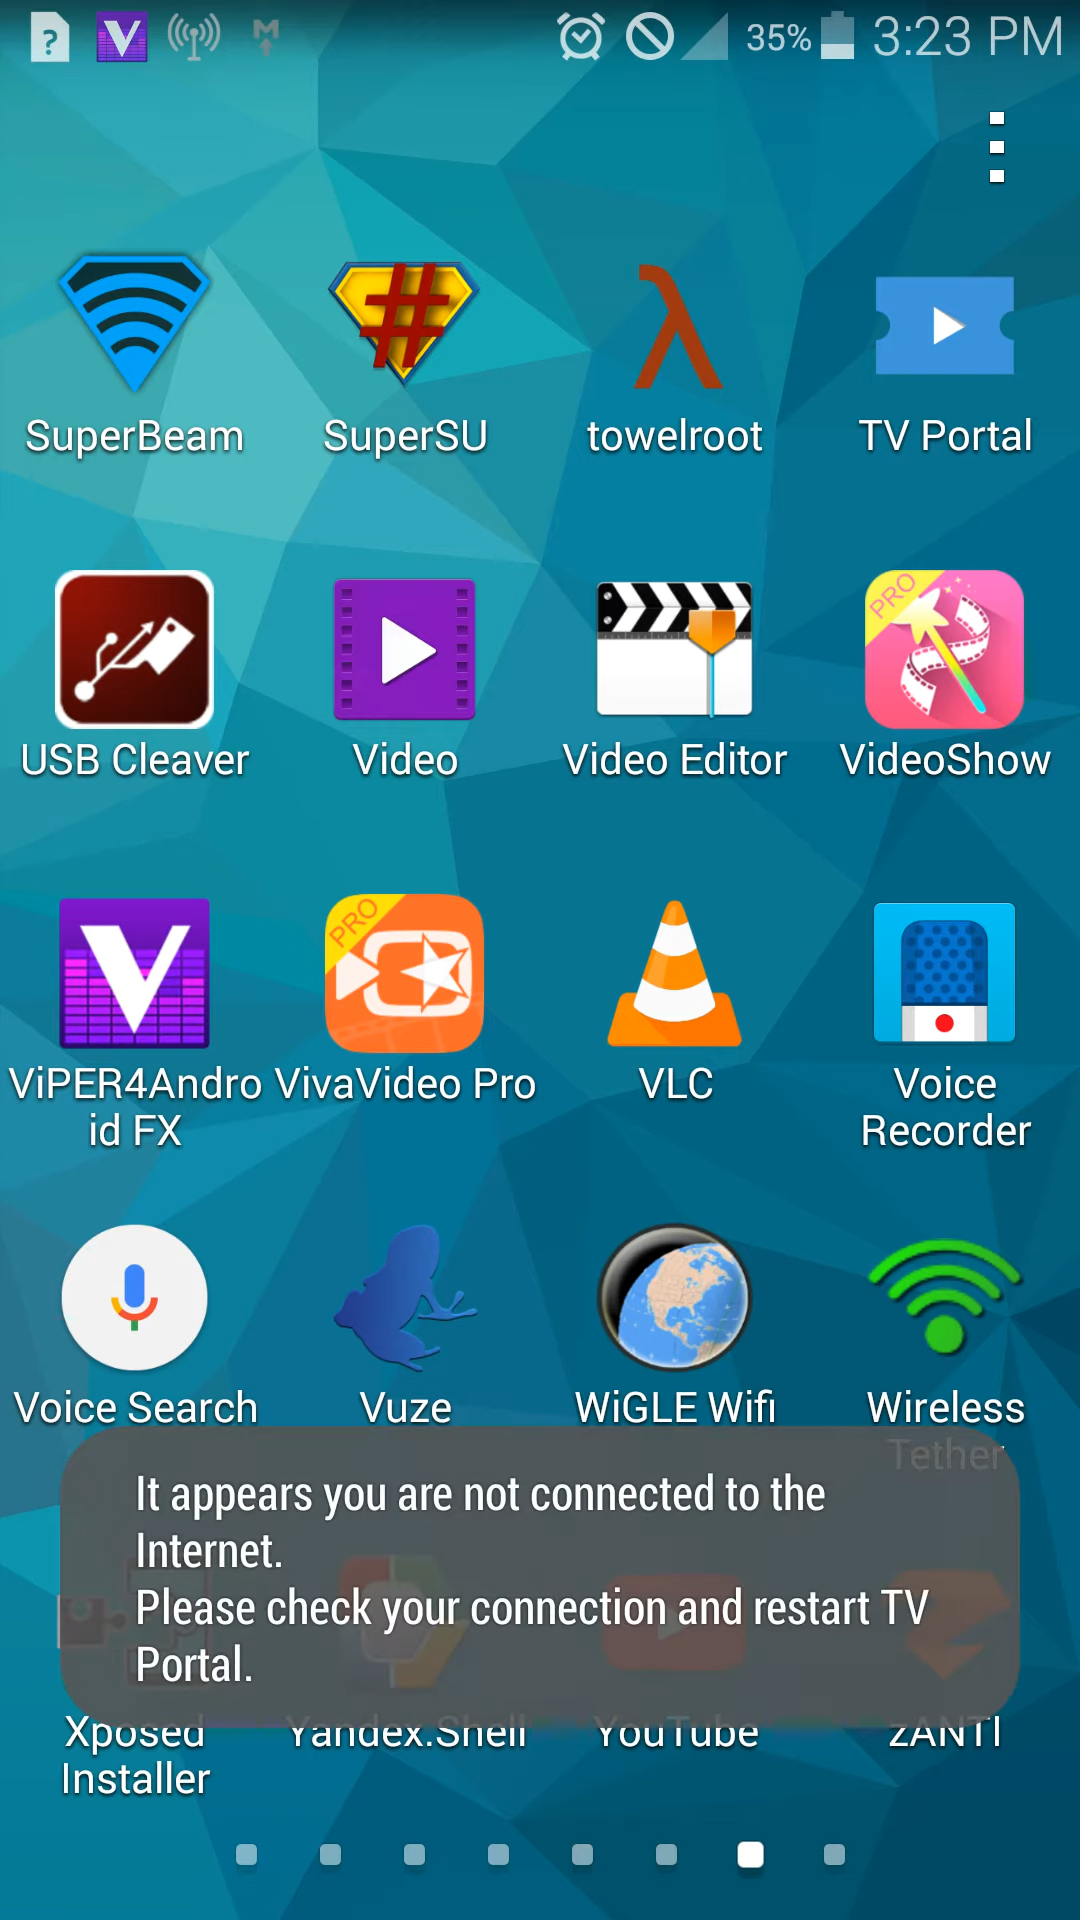 ?
V
M
35% 3:23 PM
SuperBeam SuperSU towelroot TV Portal
PRO
USB Cleaver Video Video Editor VideoShow
PRO
ViPER4Andro VivaVideo Pro VLC Voice
id FX Recorder
Voice Search Vuze WiGLE Wifi Wireless
Tether
It appears you are not connected to the
Internet.
Please check your connection and restart TV
Portal.
Xposed Yandex.Shell YouTube zANTI
Installer